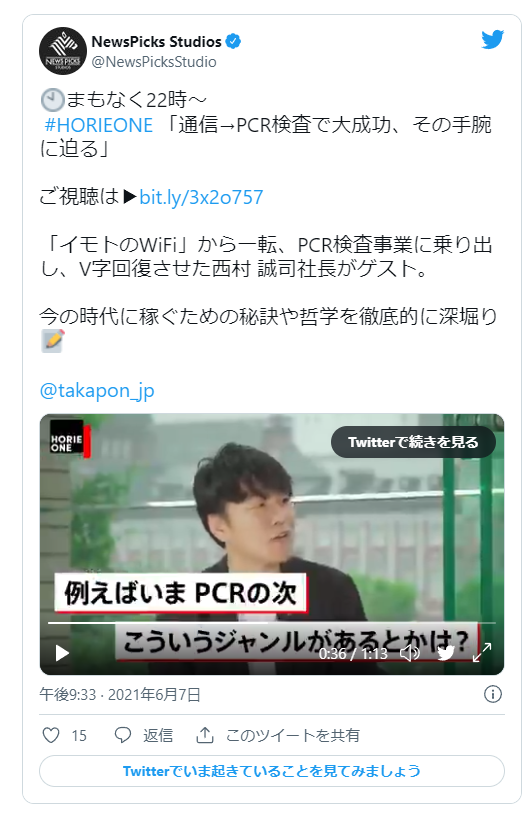 NewsPicks Studios
@NewsPicksStudio
🕙まもなく22時～
#HORIEONE 「通信→PCR検査で大成功、その手腕
に迫る」
ご視聴は▶bit.ly/3x2o757
「イモトのWiFi」から一転、PCR検査事業に乗り出
し、V字回復させた西村 誠司社長がゲスト。
今の時代に稼ぐための秘訣や哲学を徹底的に深堀り
📝
@takapon_jp
HORIE
ONE
Twitterで続きを見る
例えばいま PCRの次
こういうジャンルがあるとかは?
0:36 / 1:13
午後9:33 · 2021年6月7日
15 返信 このツイートを共有
Twitterでいま起きていることを見てみましょう